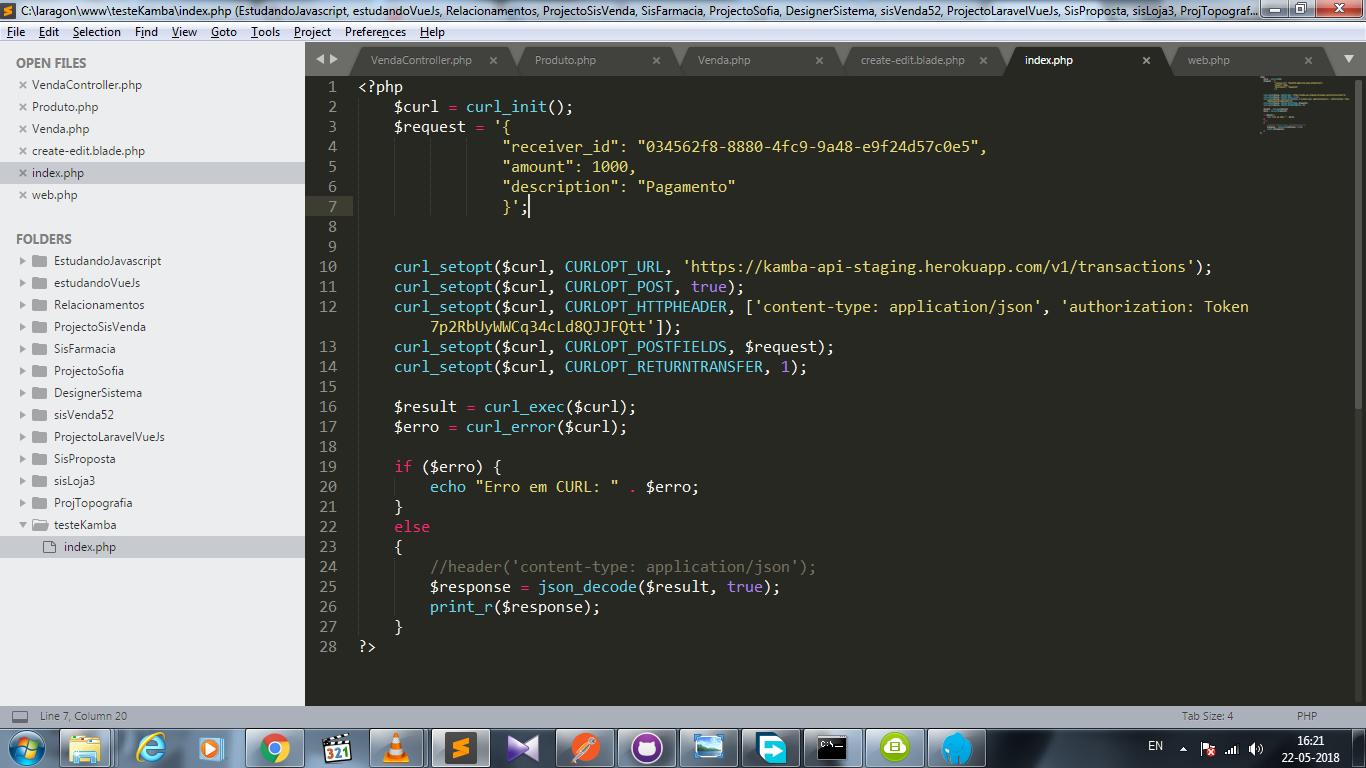 C:\laragon\www\testeKamba\index.php (EstudandoJavascript, estudandoVueJs, Relacionamentos, ProjectoSisVenda, SisFarmacia, ProjectoSofia, DesignerSistema, sisVenda52, ProjectoLaravelVueJs, SisProposta, sisLoja3, ProjTopograf...
File Edit Selection Find View Goto Tools Project Preferences Help
OPEN FILES
VendaController.php
Produto.php
Venda.php
create-edit.blade.php
index.php
web.php
FOLDERS
EstudandoJavascript
estudandoVueJs
Relacionamentos
ProjectoSisVenda
SisFarmacia
ProjectoSofia
DesignerSistema
sisVenda52
ProjectoLaravelVueJs
SisProposta
sisLoja3
ProjTopografia
testeKamba
index.php
VendaController.php Produto.php Venda.php create-edit.blade.php index.php web.php
1 <?php
2 $curl = curl_init();
3 $request = '{
4 "receiver_id": "034562f8-8880-4fc9-9a48-e9f24d57c0e5",
5 "amount": 1000,
6 "description": "Pagamento"
7 }';
8
9
10 curl_setopt($curl, CURLOPT_URL, 'https://kamba-api-staging.herokuapp.com/v1/transactions');
11 curl_setopt($curl, CURLOPT_POST, true);
12 curl_setopt($curl, CURLOPT_HTTPHEADER, ['content-type: application/json', 'authorization: Token
7p2RbUyWWCq34cLd8QJJFQtt']);
13 curl_setopt($curl, CURLOPT_POSTFIELDS, $request);
14 curl_setopt($curl, CURLOPT_RETURNTRANSFER, 1);
15
16 $result = curl_exec($curl);
17 $erro = curl_error($curl);
18
19 if ($erro) {
20 echo "Erro em CURL: " . $erro;
21 }
22 else
23 {
24 //header('content-type: application/json');
25 $response = json_decode($result, true);
26 print_r($response);
27 }
28 ?>
Line 7, Column 20
Tab Size: 4
PHP
321
C:\
EN
16:21
22-05-2018